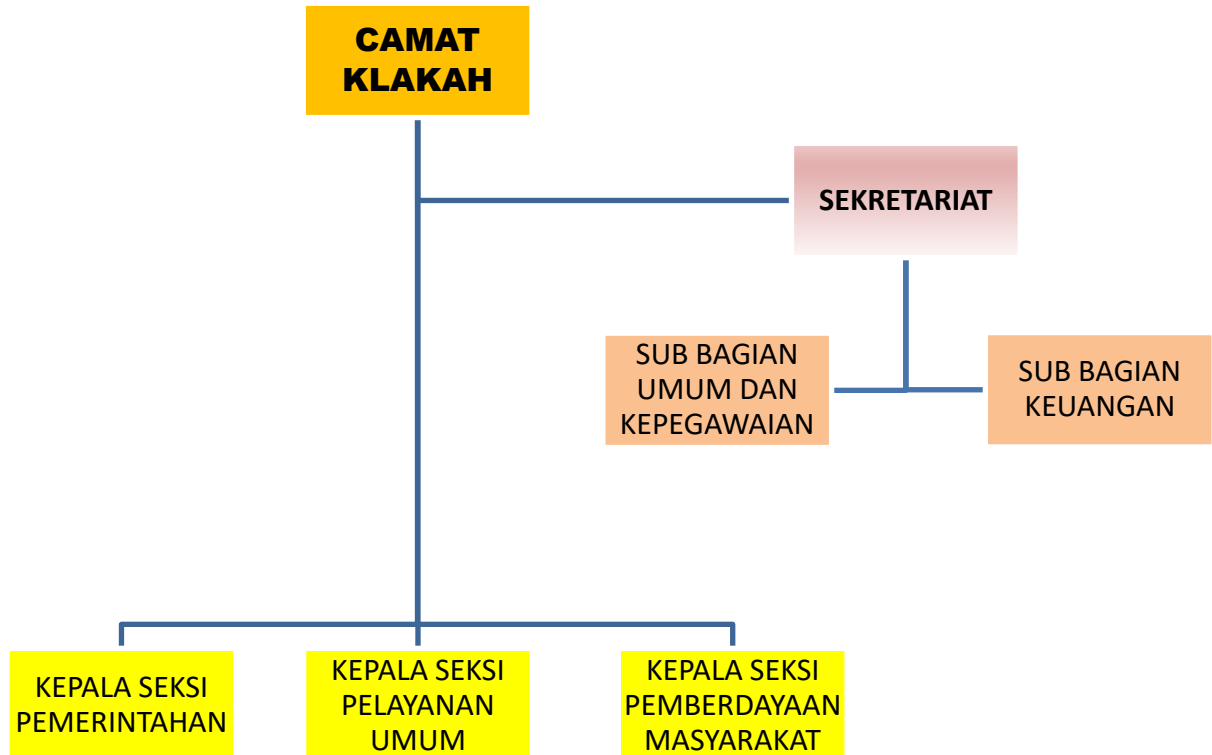 CAMAT
KLAKAH
SEKRETARIAT
SUB BAGIAN
UMUM DAN
KEPEGAWAIAN
SUB BAGIAN
KEUANGAN
KEPALA SEKSI
PEMERINTAHAN
KEPALA SEKSI
PELAYANAN
UMUM
KEPALA SEKSI
PEMBERDAYAAN
MASYARAKAT